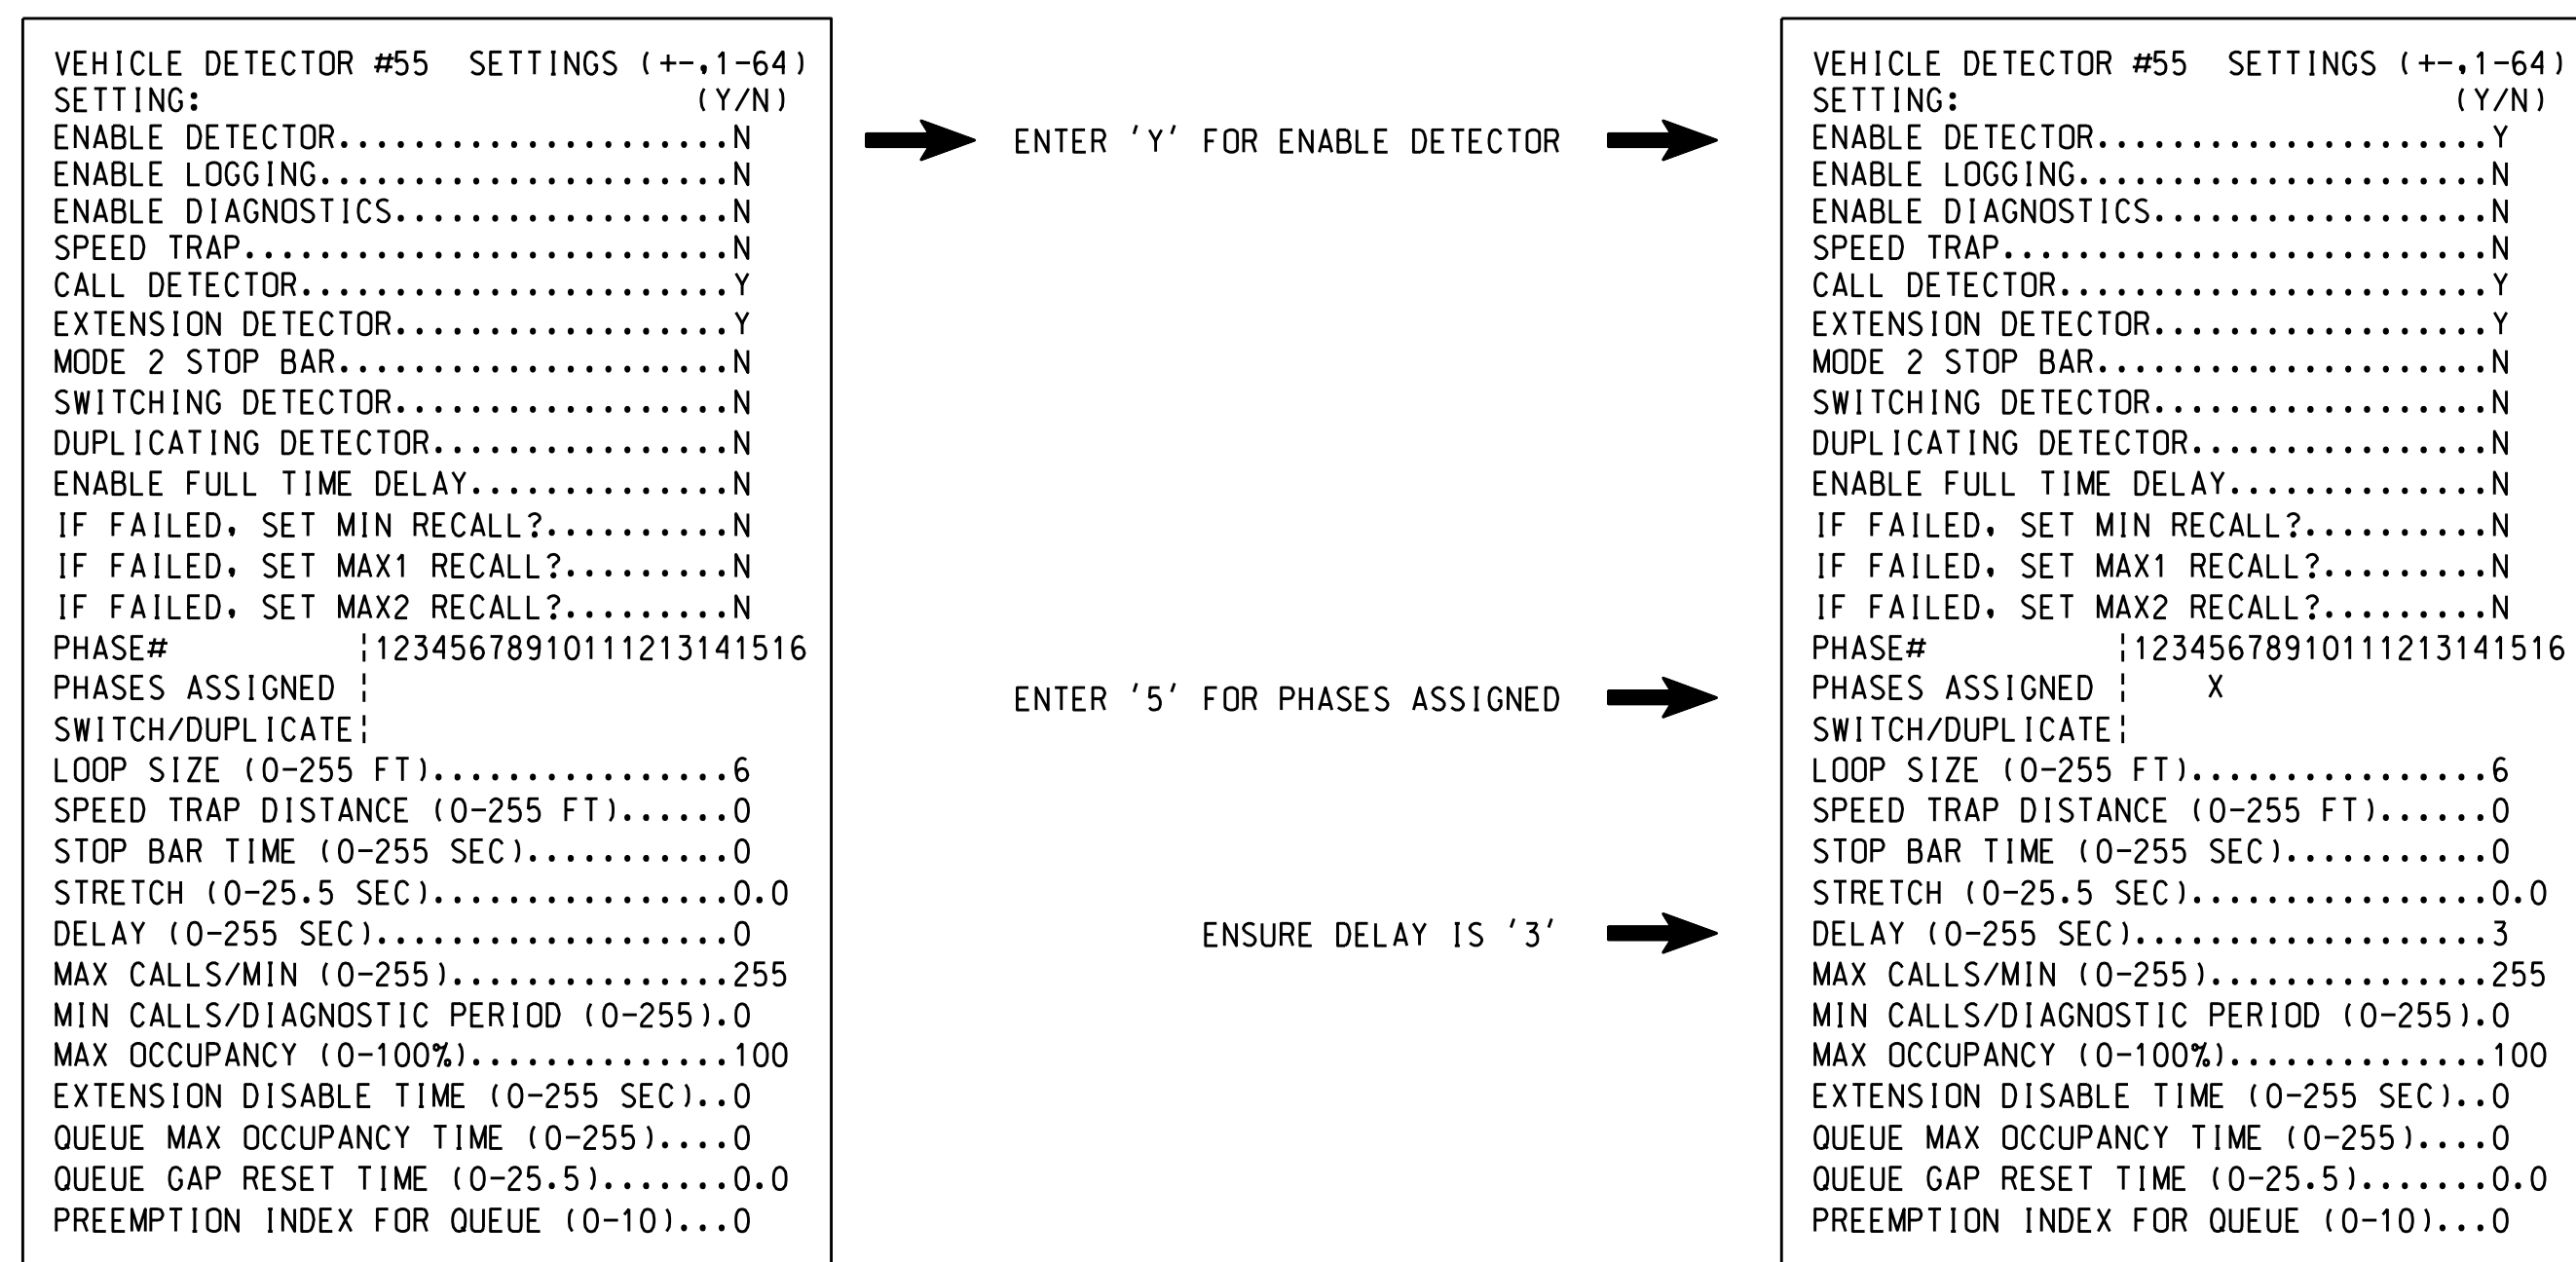 VEHICLE DETECTOR #55  SETTINGS (+-,1-64)
SETTING:                          (Y/N)
ENABLE DETECTOR.....................N
ENABLE LOGGING......................N
ENABLE DIAGNOSTICS..................N
SPEED TRAP..........................N
CALL DETECTOR.......................Y
EXTENSION DETECTOR..................Y
MODE 2 STOP BAR.....................N
SWITCHING DETECTOR..................N
DUPLICATING DETECTOR................N
ENABLE FULL TIME DELAY..............N
IF FAILED, SET MIN RECALL?..........N
IF FAILED, SET MAX1 RECALL?.........N
IF FAILED, SET MAX2 RECALL?.........N
PHASE#          ¦12345678910111213141516
PHASES ASSIGNED ¦
SWITCH/DUPLICATE¦
LOOP SIZE (0-255 FT)................6
SPEED TRAP DISTANCE (0-255 FT)......0
STOP BAR TIME (0-255 SEC)...........0
STRETCH (0-25.5 SEC)................0.0
DELAY (0-255 SEC)...................0
MAX CALLS/MIN (0-255)...............255
MIN CALLS/DIAGNOSTIC PERIOD (0-255).0
MAX OCCUPANCY (0-100%)..............100
EXTENSION DISABLE TIME (0-255 SEC)..0
QUEUE MAX OCCUPANCY TIME (0-255)....0
QUEUE GAP RESET TIME (0-25.5).......0.0
PREEMPTION INDEX FOR QUEUE (0-10)...0
ENTER 'Y' FOR ENABLE DETECTOR
ENTER '5' FOR PHASES ASSIGNED
ENSURE DELAY IS '3'
VEHICLE DETECTOR #55  SETTINGS (+-,1-64)
SETTING:                          (Y/N)
ENABLE DETECTOR.....................Y
ENABLE LOGGING......................N
ENABLE DIAGNOSTICS..................N
SPEED TRAP..........................N
CALL DETECTOR.......................Y
EXTENSION DETECTOR..................Y
MODE 2 STOP BAR.....................N
SWITCHING DETECTOR..................N
DUPLICATING DETECTOR................N
ENABLE FULL TIME DELAY..............N
IF FAILED, SET MIN RECALL?..........N
IF FAILED, SET MAX1 RECALL?.........N
IF FAILED, SET MAX2 RECALL?.........N
PHASE#          ¦12345678910111213141516
PHASES ASSIGNED ¦    X
SWITCH/DUPLICATE¦
LOOP SIZE (0-255 FT)................6
SPEED TRAP DISTANCE (0-255 FT)......0
STOP BAR TIME (0-255 SEC)...........0
STRETCH (0-25.5 SEC)................0.0
DELAY (0-255 SEC)...................3
MAX CALLS/MIN (0-255)...............255
MIN CALLS/DIAGNOSTIC PERIOD (0-255).0
MAX OCCUPANCY (0-100%)..............100
EXTENSION DISABLE TIME (0-255 SEC)..0
QUEUE MAX OCCUPANCY TIME (0-255)....0
QUEUE GAP RESET TIME (0-25.5).......0.0
PREEMPTION INDEX FOR QUEUE (0-10)...0